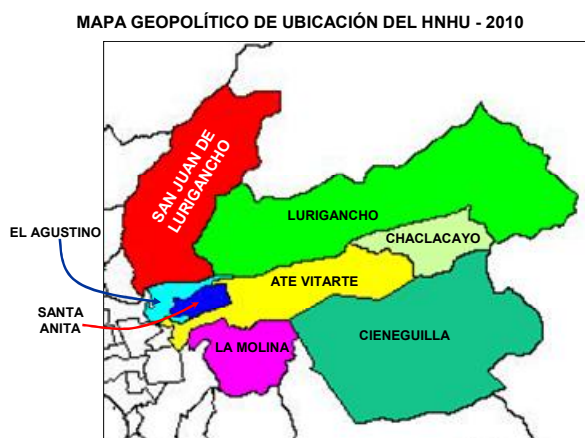 MAPA GEOPOLÍTICO DE UBICACIÓN DEL HNHU - 2010
SAN JUAN DE
LURIGANCHO
LURIGANCHO
EL AGUSTINO
CHACLACAYO
ATE VITARTE
SANTA
ANITA
LA MOLINA
CIENEGUILLA